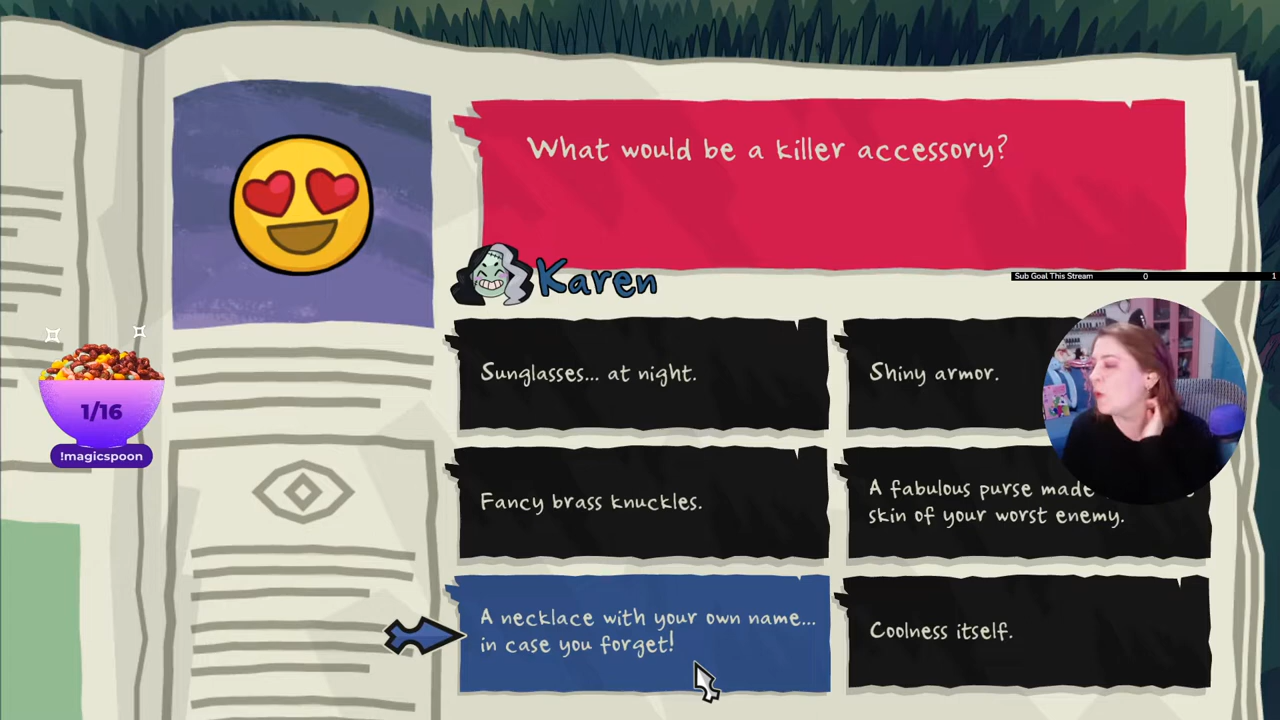 What would be a killer accessory?
Karen
Sub Goal This Stream 0 1
Sunglasses... at night.
Shiny armor.
1/16
!magicspoon
Fancy brass knuckles.
A fabulous purse made
skin of your worst enemy.
A necklace with your own name...
in case you forget!
Coolness itself.